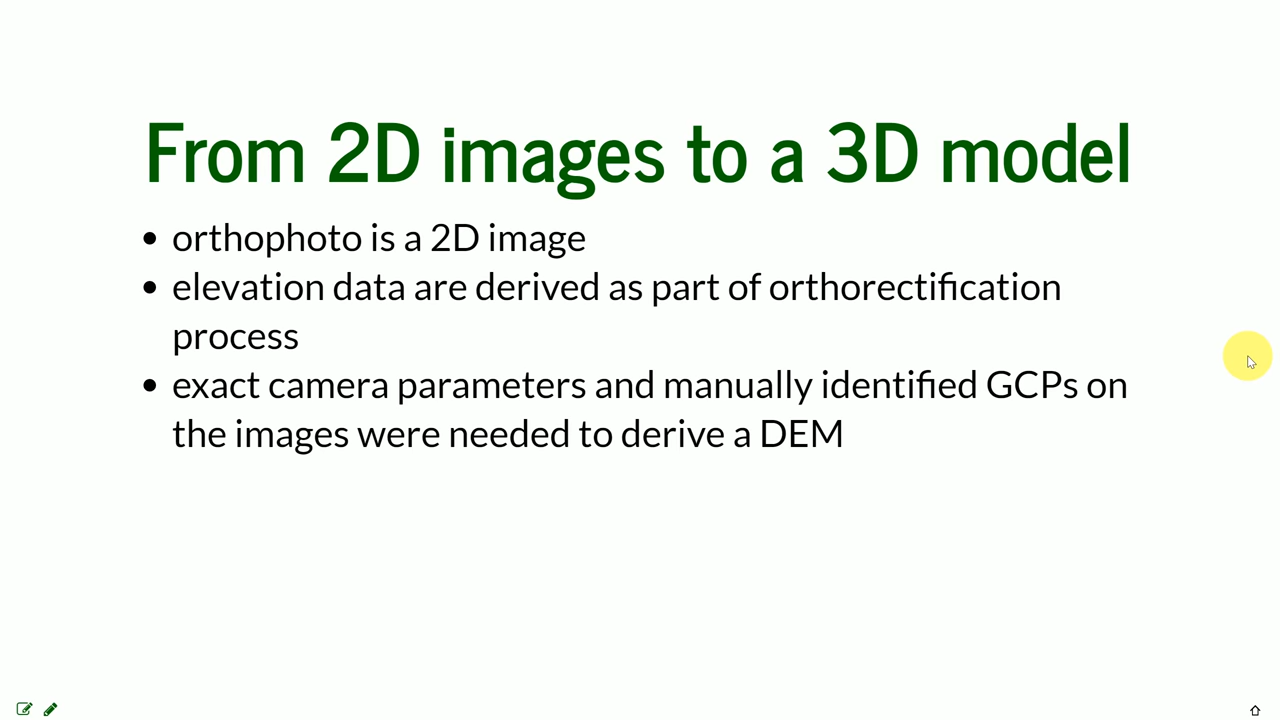 From 2D images to a 3D model
• orthophoto is a 2D image
• elevation data are derived as part of orthorectification
process
• exact camera parameters and manually identified GCPs on
the images were needed to derive a DEM